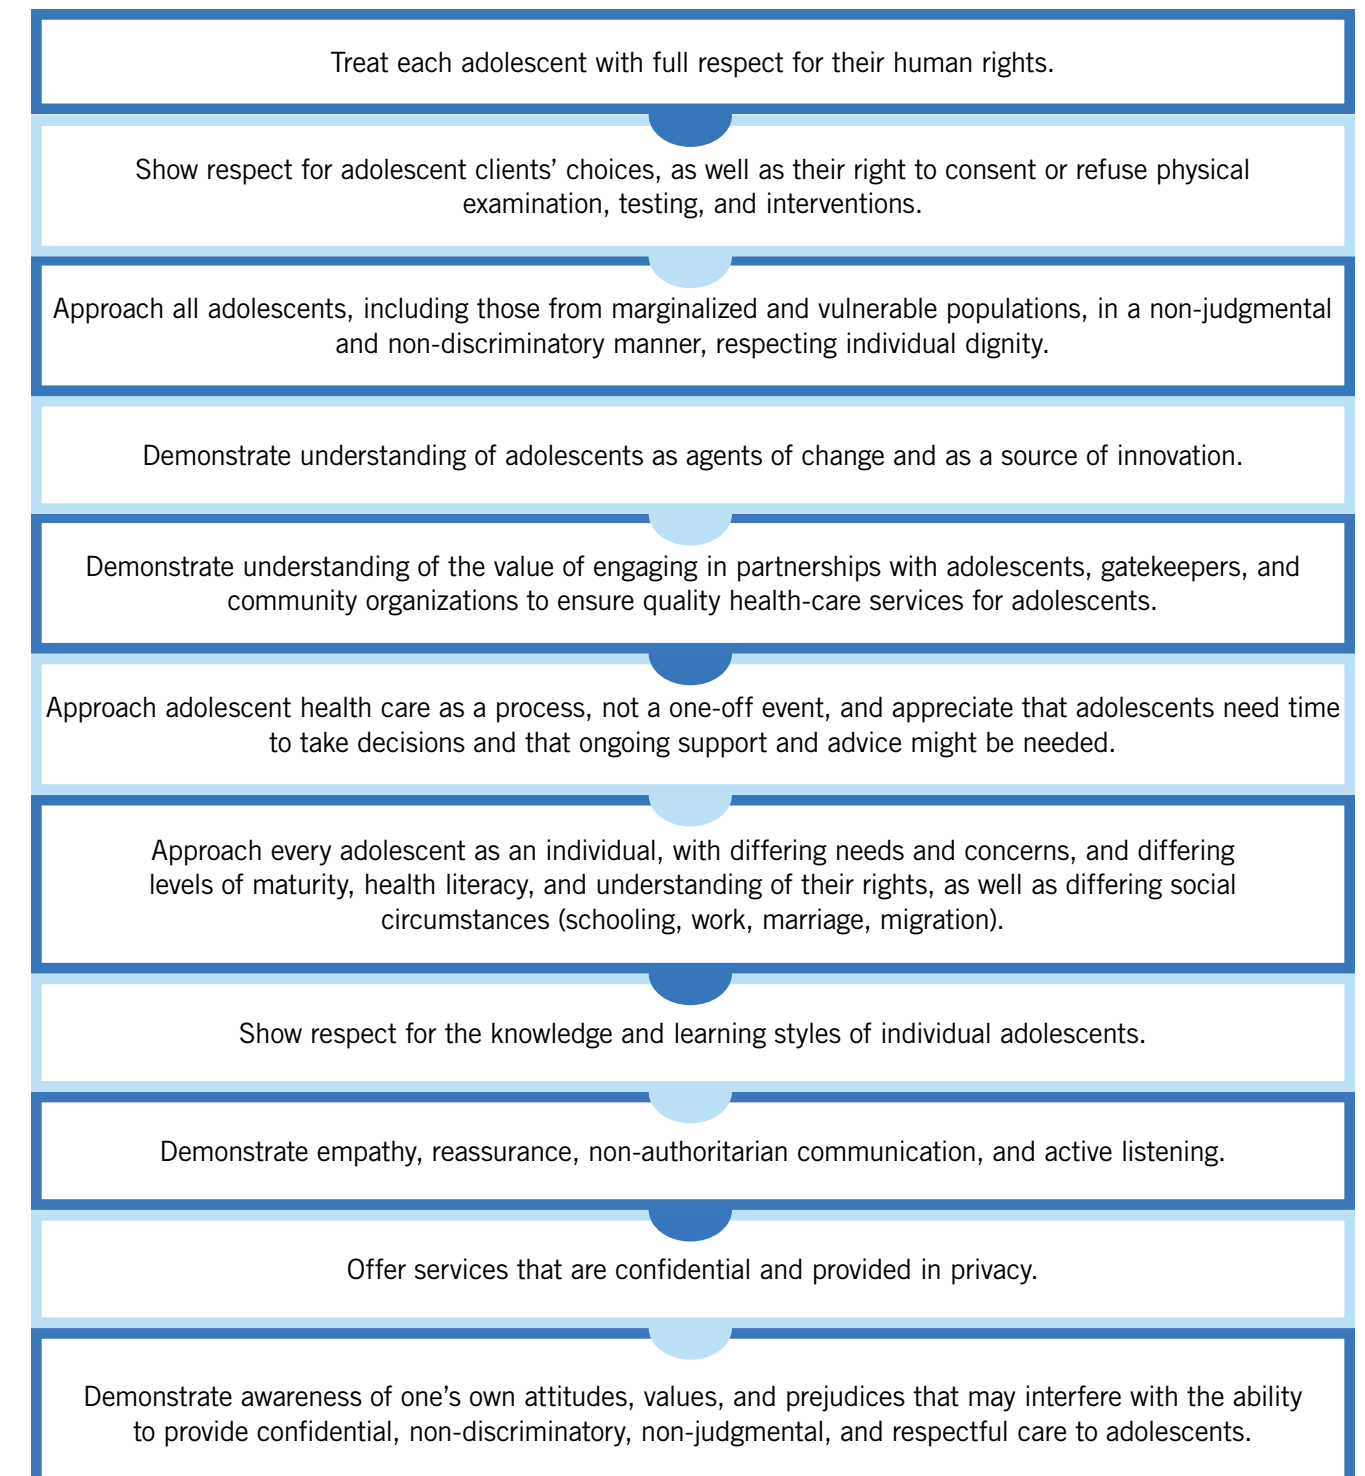 Treat each adolescent with full respect for their human rights.
Show respect for adolescent clients’ choices, as well as their right to consent or refuse physical
examination, testing, and interventions.
Approach all adolescents, including those from marginalized and vulnerable populations, in a non-judgmental
and non-discriminatory manner, respecting individual dignity.
Demonstrate understanding of adolescents as agents of change and as a source of innovation.
Demonstrate understanding of the value of engaging in partnerships with adolescents, gatekeepers, and
community organizations to ensure quality health-care services for adolescents.
Approach adolescent health care as a process, not a one-off event, and appreciate that adolescents need time
to take decisions and that ongoing support and advice might be needed.
Approach every adolescent as an individual, with differing needs and concerns, and differing
levels of maturity, health literacy, and understanding of their rights, as well as differing social
circumstances (schooling, work, marriage, migration).
Show respect for the knowledge and learning styles of individual adolescents.
Demonstrate empathy, reassurance, non-authoritarian communication, and active listening.
Offer services that are confidential and provided in privacy.
Demonstrate awareness of one’s own attitudes, values, and prejudices that may interfere with the ability
to provide confidential, non-discriminatory, non-judgmental, and respectful care to adolescents.